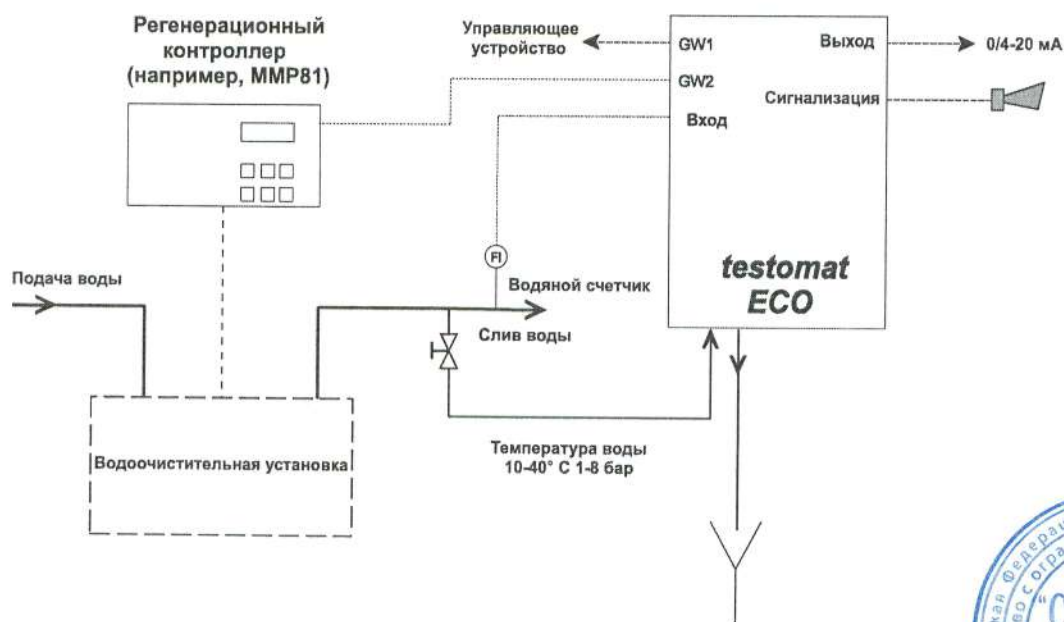 Регенерационный
контроллер
(например, MMP81)
Управляющее
устройство
GW1
GW2
Вход
Выход
0/4-20 мА
Сигнализация
testomat
ECO
Подача воды
FI
Водяной счетчик
Слив воды
Водоочистительная установка
Температура воды
10-40° С 1-8 бар